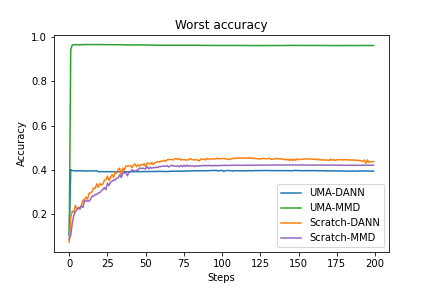 Worst accuracy
1.0
0.8
0.6
0.4
0.2
Accuracy
0 25 50 75 100 125 150 175 200
Steps
UMA-DANN
UMA-MMD
Scratch-DANN
Scratch-MMD